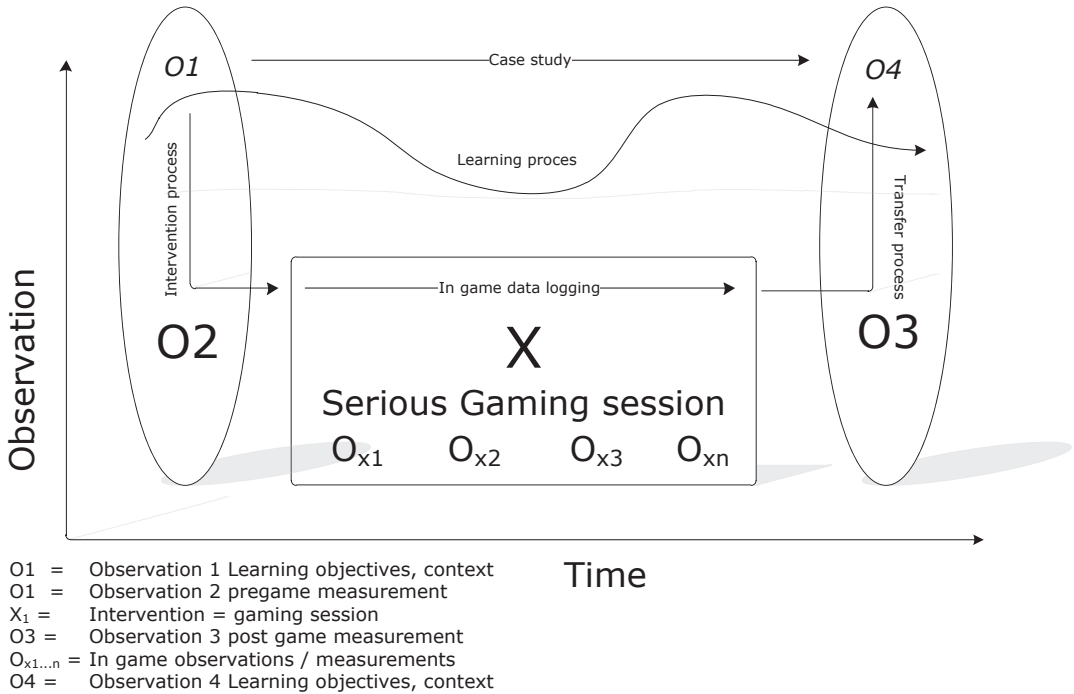 O1
Case study
O4
Learning proces
Intervention process
Transfer process
In game data logging
O2
X
O3
Serious Gaming session
Ox1 Ox2 Ox3 Oxn
Observation
Time
O1 = Observation 1 Learning objectives, context
O1 = Observation 2 pregame measurement
X1 = Intervention = gaming session
O3 = Observation 3 post game measurement
Ox1...n = In game observations / measurements
O4 = Observation 4 Learning objectives, context